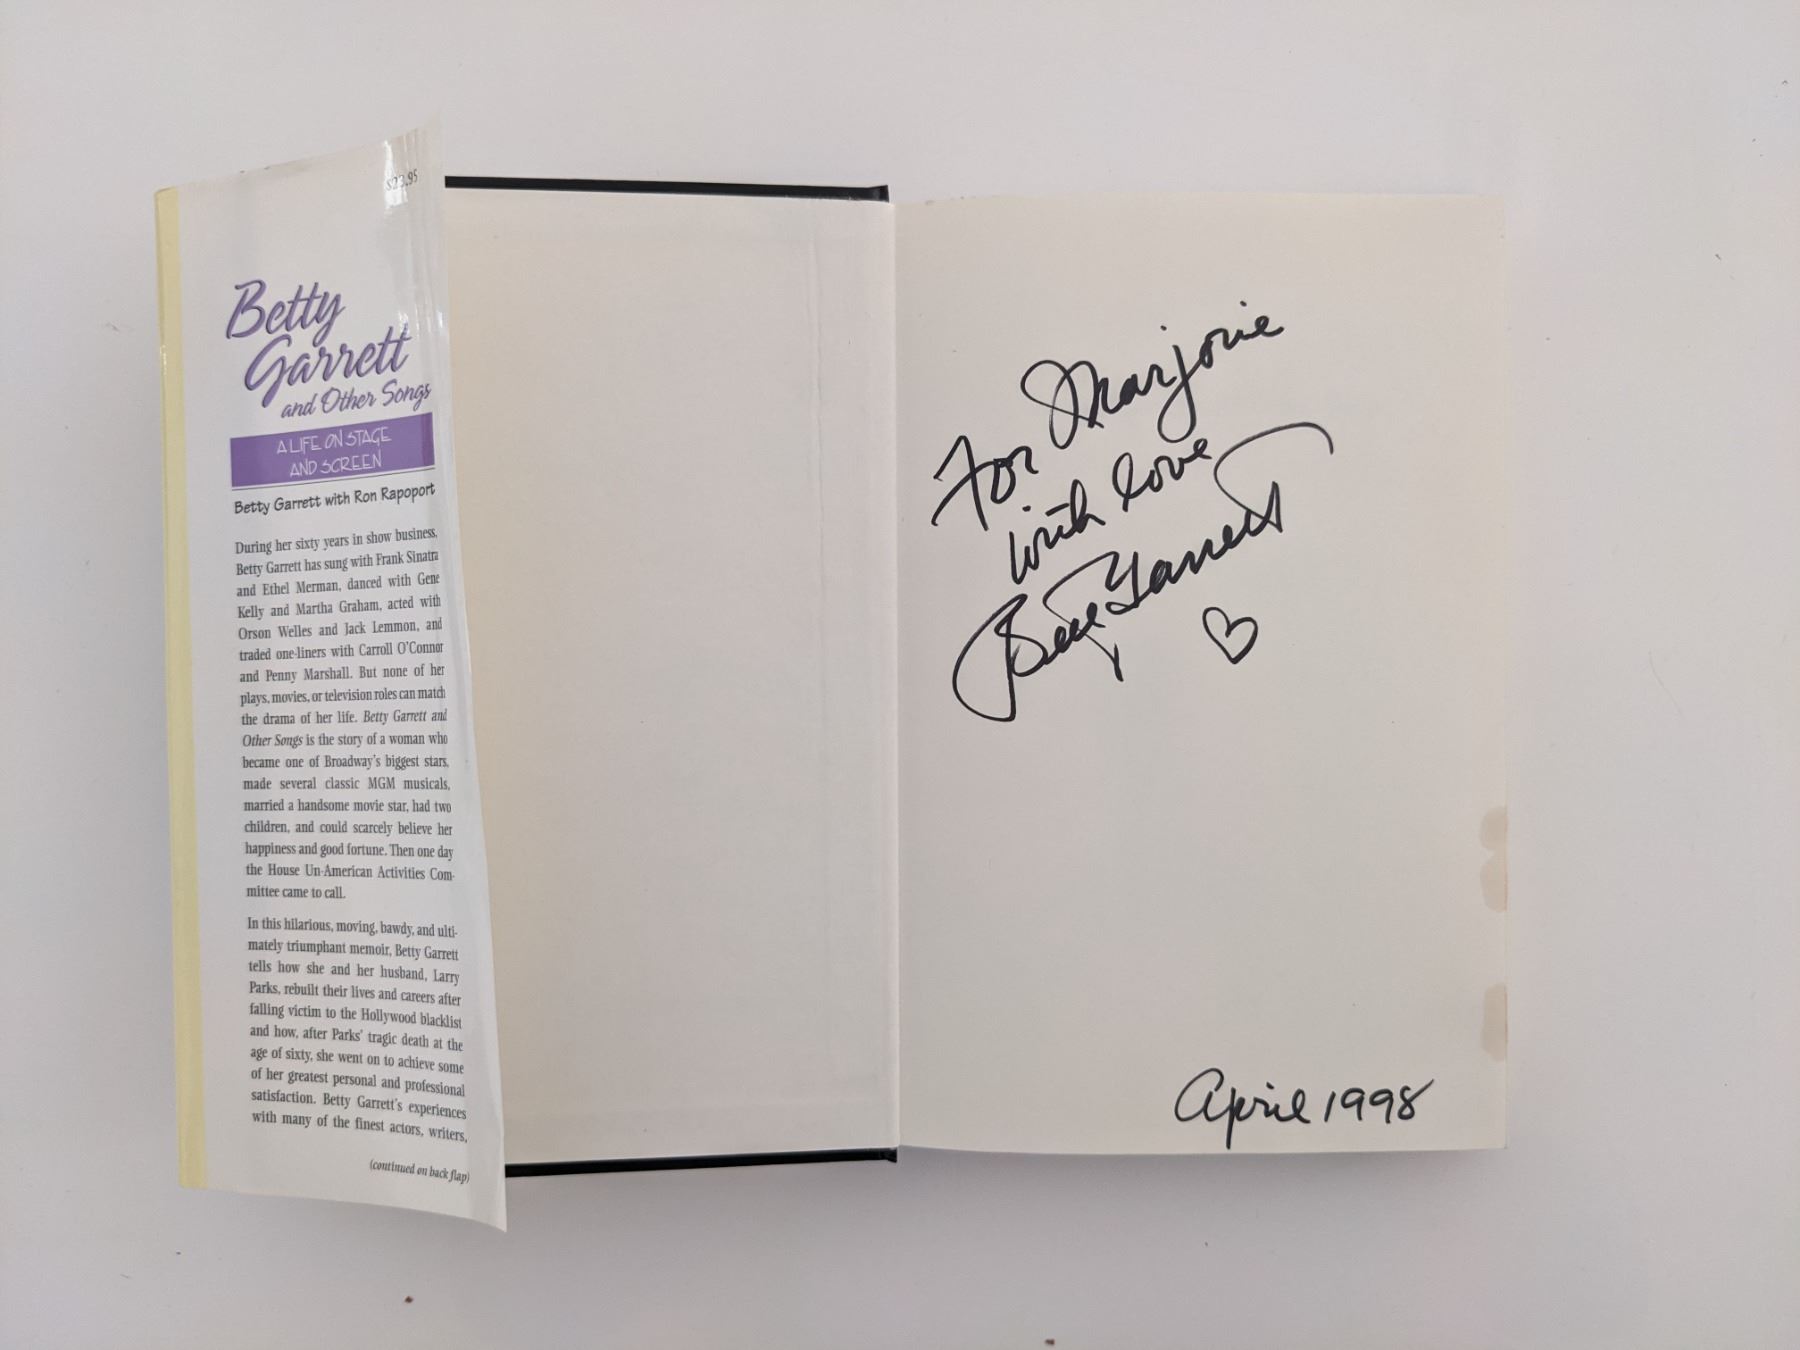 $23.95
Betty
Garrett
and Other Songs
A LIFE ON STAGE
AND SCREEN
Betty Garrett with Ron Rapoport
During her sixty years in show business,
Betty Garrett has sung with Frank Sinatra
and Ethel Merman, danced with Gene
Kelly and Martha Graham, acted with
Orson Welles and Jack Lemmon, and
traded one-liners with Carroll O'Connor
and Penny Marshall. But none of her
plays, movies, or television roles can match
the drama of her life. Betty Garrett and
Other Songs is the story of a woman who
became one of Broadway's biggest stars,
made several classic MGM musicals,
married a handsome movie star, had two
children, and could scarcely believe her
happiness and good fortune. Then one day
the House Un-American Activities Com-
mittee came to call.
In this hilarious, moving, bawdy, and ulti-
mately triumphant memoir, Betty Garrett
tells how she and her husband, Larry
Parks, rebuilt their lives and careers after
falling victim to the Hollywood blacklist
and how, after Parks' tragic death at the
age of sixty, she went on to achieve some
of her greatest personal and professional
satisfaction. Betty Garrett's experiences
with many of the finest actors, writers,
(continued on back flap)
For Marjorie
with love
Betty Garrett
April 1998